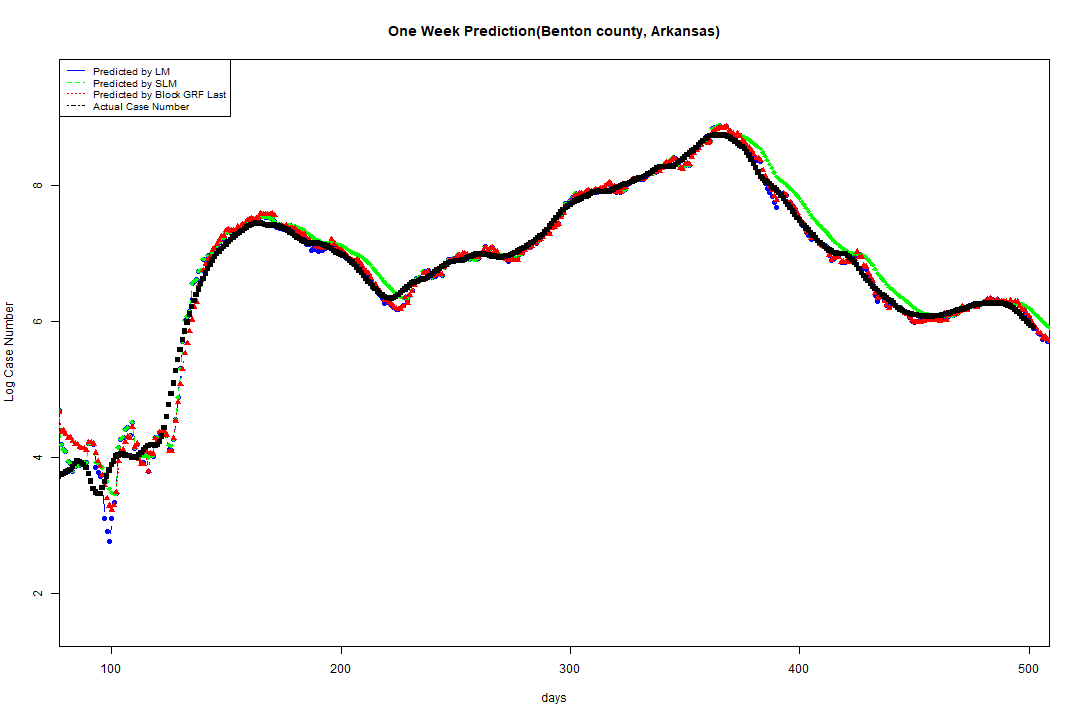 One Week Prediction(Benton county, Arkansas)
Predicted by LM
Predicted by SLM
Predicted by Block GRF Last
Actual Case Number
Log Case Number
8
6
4
2
100 200 300 400 500
days